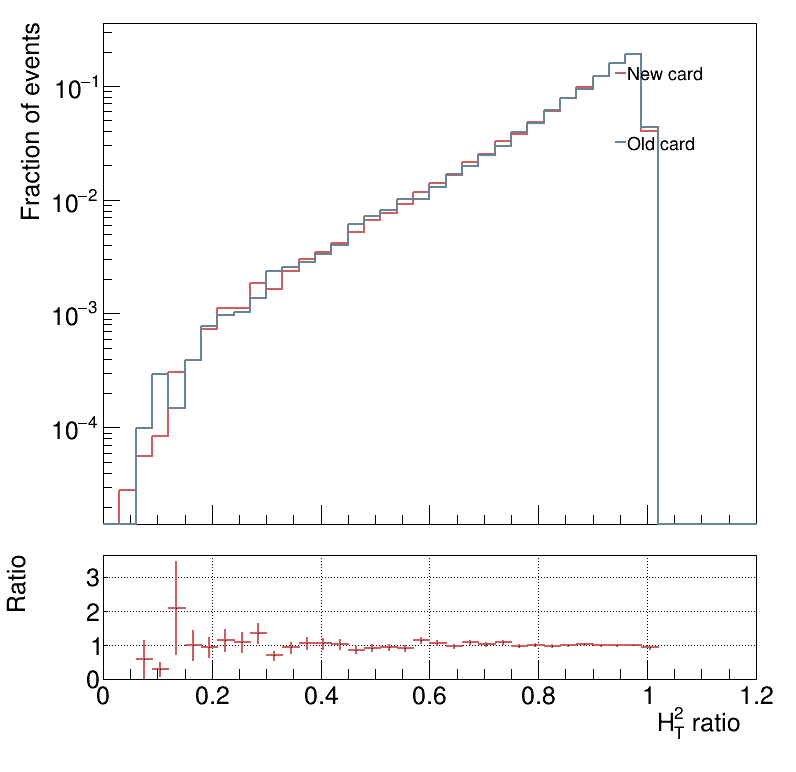 Fraction of events
10⁻¹
10⁻²
10⁻³
10⁻⁴
New card
Old card
Ratio
3
2
1
0
0 0.2 0.4 0.6 0.8 1 1.2
H²_T ratio